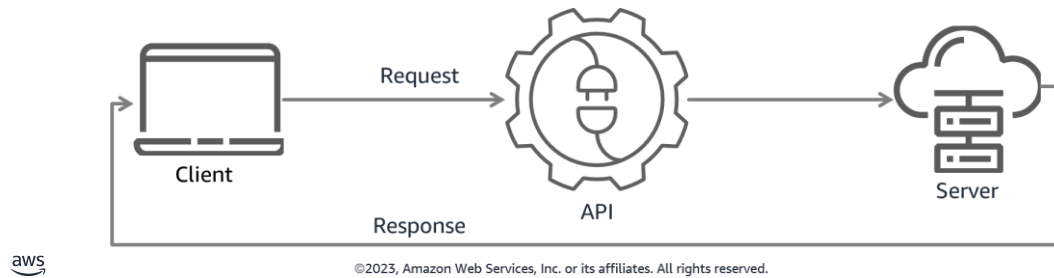 Request
Client
API
Server
Response
aws
©2023, Amazon Web Services, Inc. or its affiliates. All rights reserved.